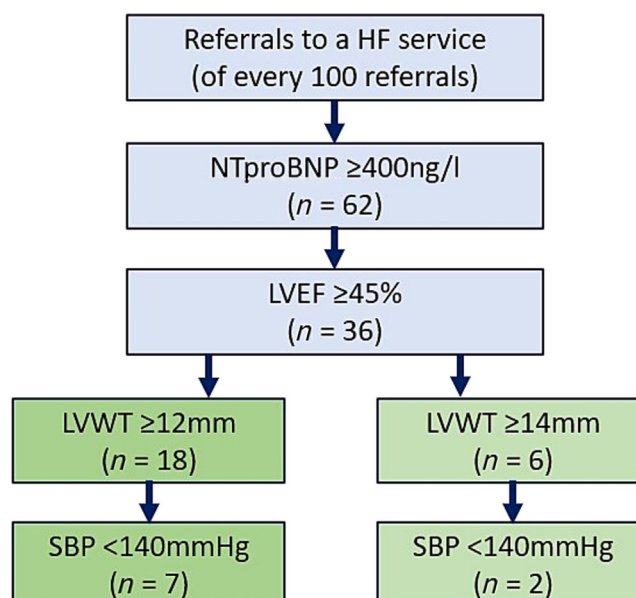 Referrals to a HF service
(of every 100 referrals)
NTproBNP ≥400ng/l
(n = 62)
LVEF ≥45%
(n = 36)
LVWT ≥12mm
(n = 18)
LVWT ≥14mm
(n = 6)
SBP <140mmHg
(n = 7)
SBP <140mmHg
(n = 2)